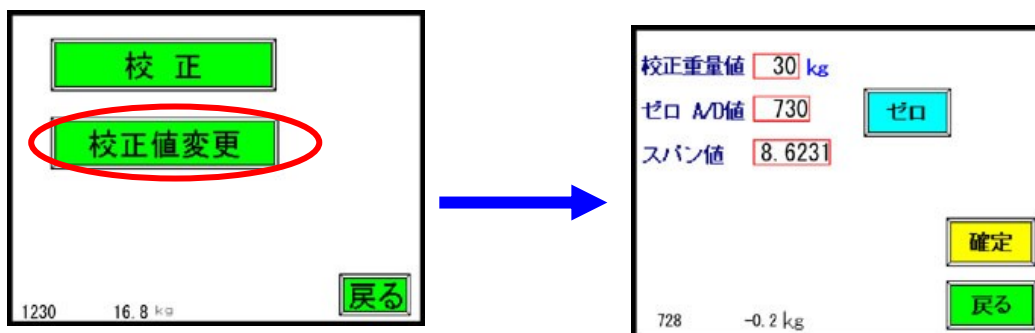 校 正
校正値変更
戻る
1230 16.8 kg
校正重量値 30 kg
ゼロ A/D値 730 ゼロ
スパン値 8.6231
確定
戻る
728 -0.2 kg